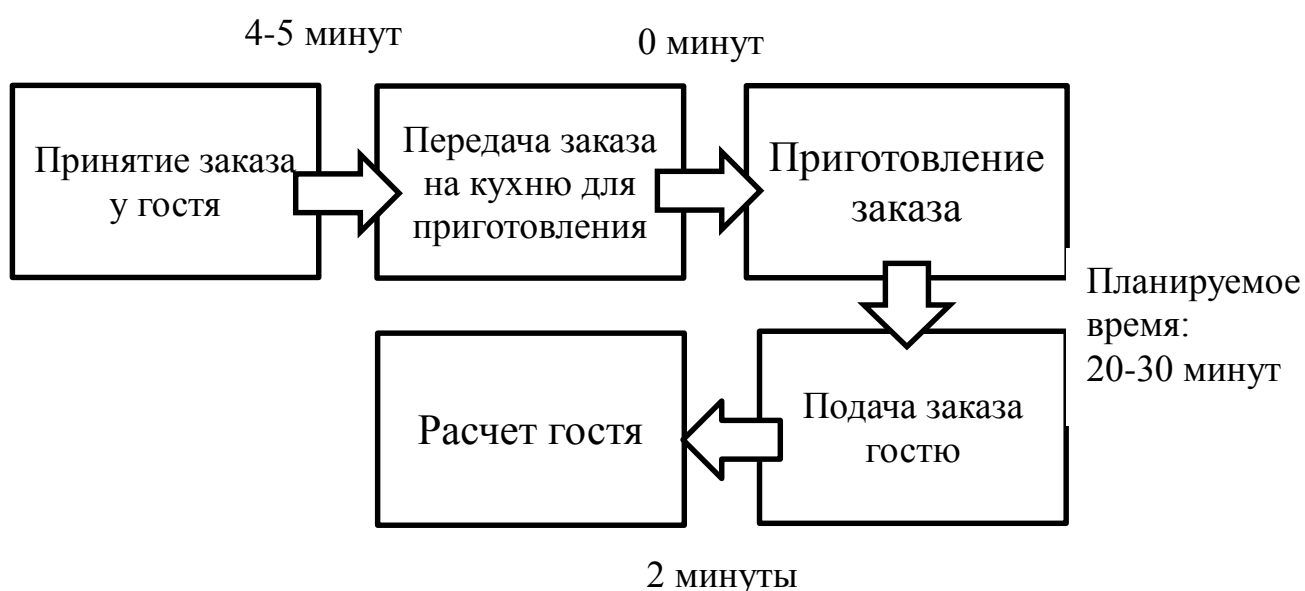 4-5 минут
0 минут
Принятие заказа
у гостя
Передача заказа
на кухню для
приготовления
Приготовление
заказа
Планируемое
время:
20-30 минут
Подача заказа
гостю
Расчет гостя
2 минуты